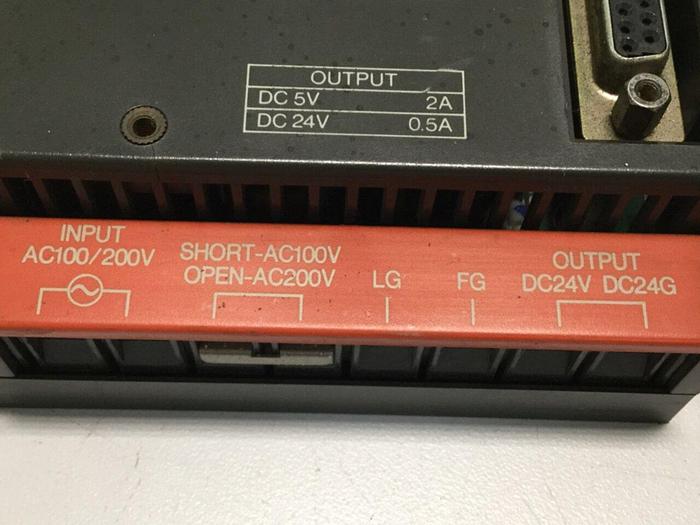 OUTPUT
DC 5V 2A
DC 24V 0.5A
INPUT
AC100/200V
SHORT-AC100V
OPEN-AC200V
LG
FG
OUTPUT
DC24V DC24G